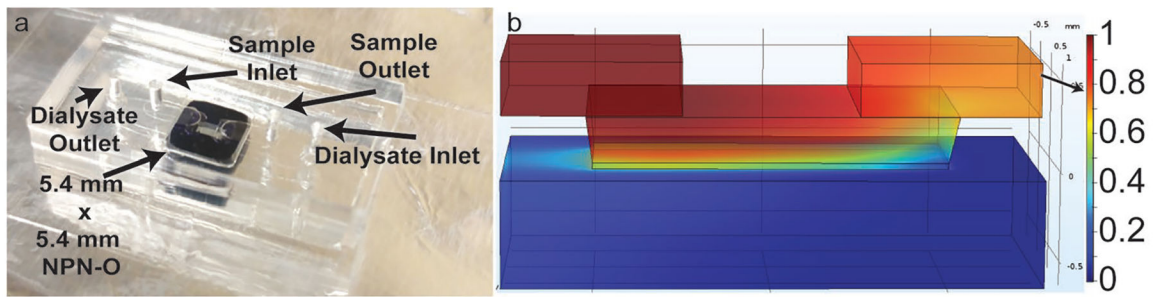 a
Sample
Inlet
Sample
Outlet
Dialysate
Outlet
Dialysate Inlet
5.4 mm
x
5.4 mm
NPN-O
b
-0.5
mm
0.5
1
0
-0.5
1
0.8
0.6
0.4
0.2
0